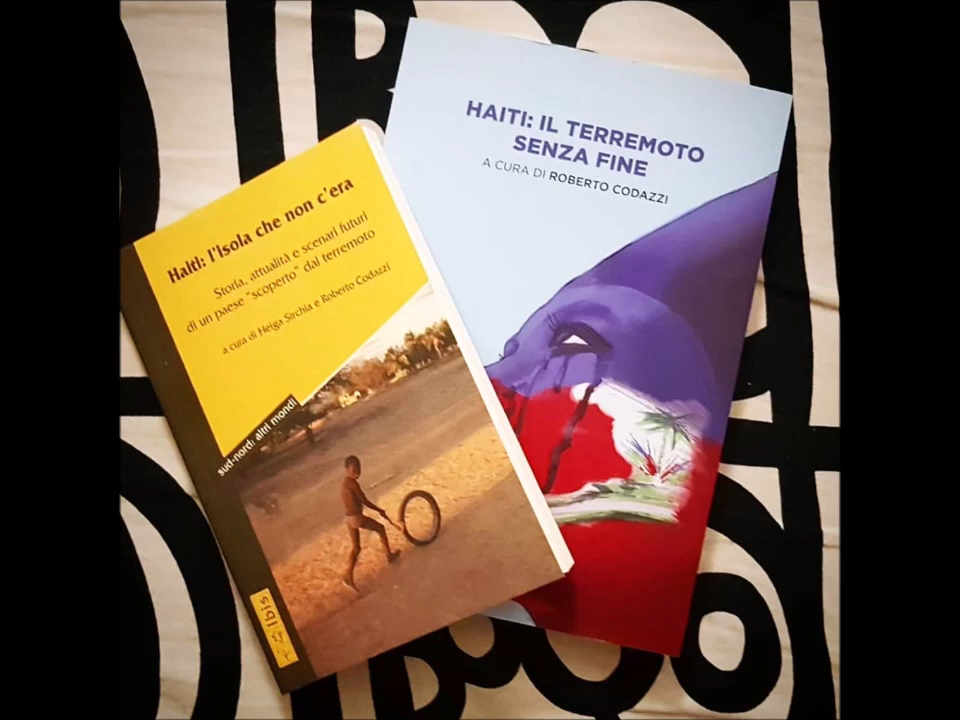 Haiti: l'isola che non c'era
Storia, attualità e scenari futuri
di un paese "scoperto" dal terremoto
a cura di Helga Sirchia e Roberto Codazzi
sud-nord: altri mondi
Ibis
HAITI: IL TERREMOTO
SENZA FINE
A CURA DI ROBERTO CODAZZI